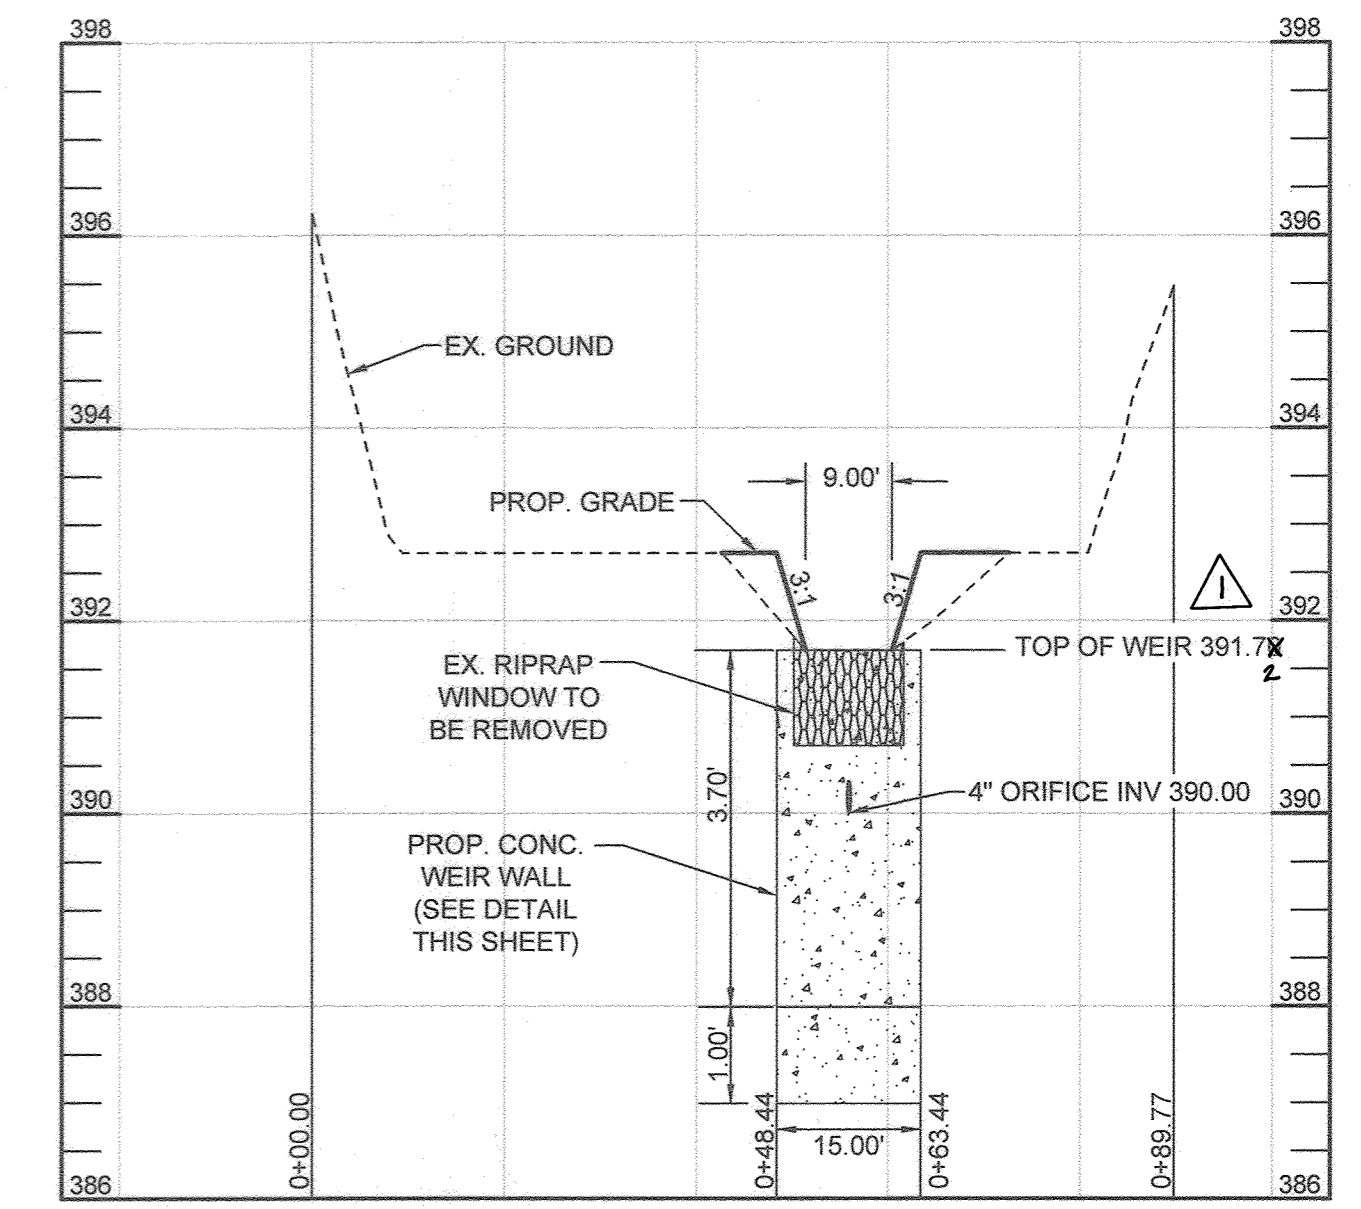 398
398
396
396
EX. GROUND
394
394
9.00'
PROP. GRADE
3:1
3:1
1
392
392
TOP OF WEIR 391.7
2
EX. RIPRAP
WINDOW TO
BE REMOVED
3.70'
4" ORIFICE INV 390.00
390
390
PROP. CONC.
WEIR WALL
(SEE DETAIL
THIS SHEET)
388
388
1.00'
0+00.00
0+48.44
15.00'
0+63.44
0+89.77
386
386